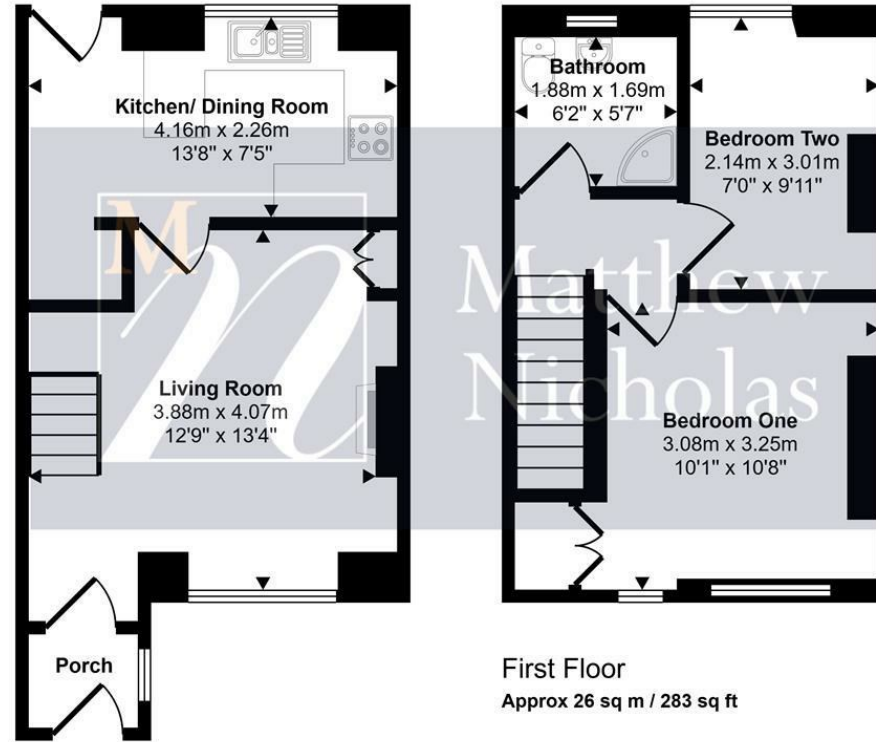 Kitchen/ Dining Room
4.16m x 2.26m
13'8" x 7'5"
Living Room
3.88m x 4.07m
12'9" x 13'4"
Porch
Bathroom
1.88m x 1.69m
6'2" x 5'7"
Bedroom Two
2.14m x 3.01m
7'0" x 9'11"
Bedroom One
3.08m x 3.25m
10'1" x 10'8"
First Floor
Approx 26 sq m / 283 sq ft
M
n
Matthew
Nicholas